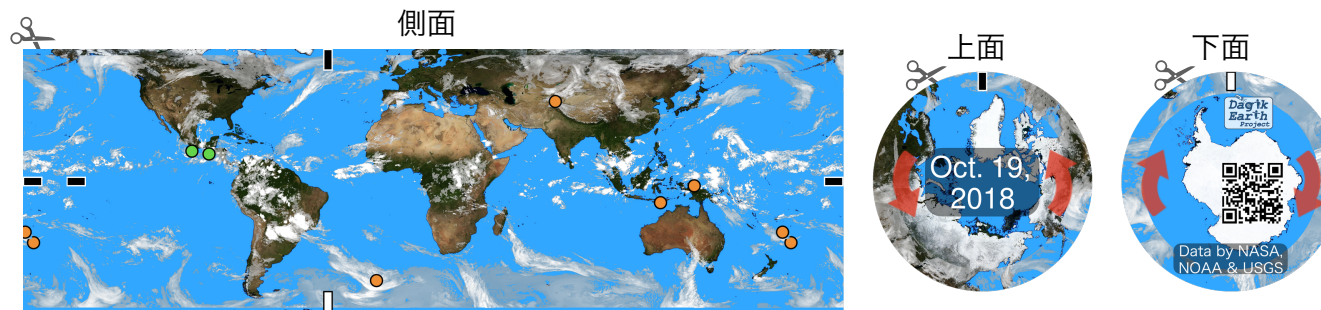 側面
上面
下面
Oct. 19,
2018
Dagik
Earth
Project
Data by NASA,
NOAA & USGS